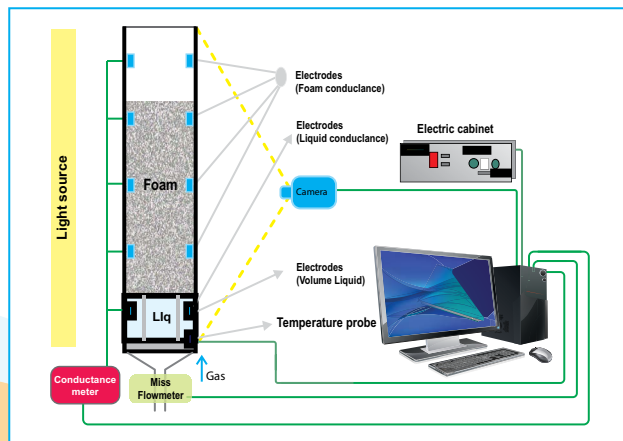 Light source
Foam
LIq
Electrodes
(Foam conduclance)
Electrodes
(Liquid conductance)
Electric cabinet
Camera
Electrodes
(Volume Liquid)
Temperature probe
Conductance
meter
Miss
Flowmeter
Gas